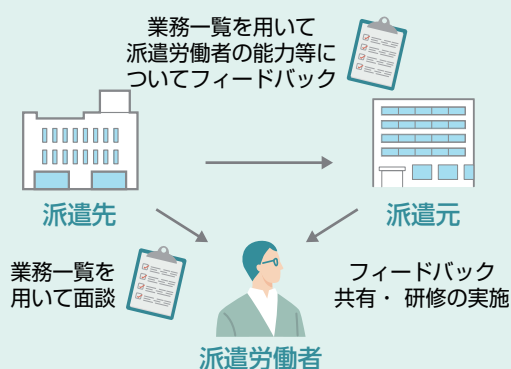 業務一覧を用いて
派遣労働者の能力等に
ついてフィードバック
派遣先
派遣元
業務一覧を
用いて面談
フィードバック
共有・ 研修の実施
派遣労働者